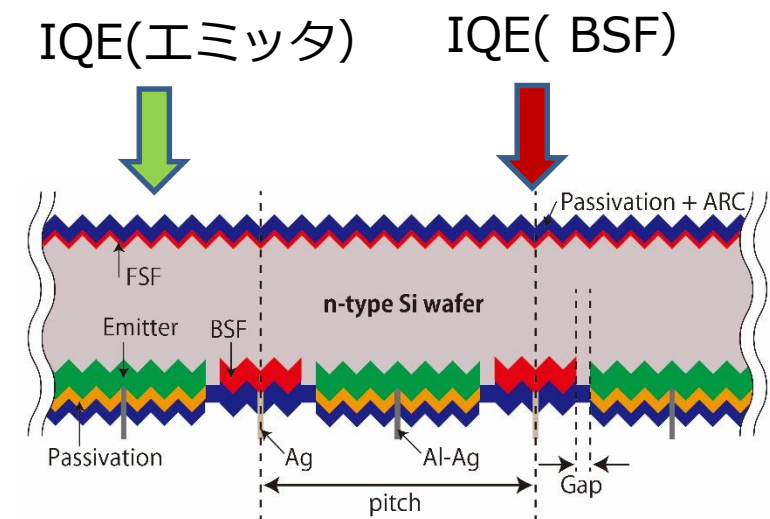 IQE(エミッタ)
IQE( BSF)
Passivation + ARC
FSF
n-type Si wafer
Emitter
BSF
Passivation
Ag
Al-Ag
Gap
pitch